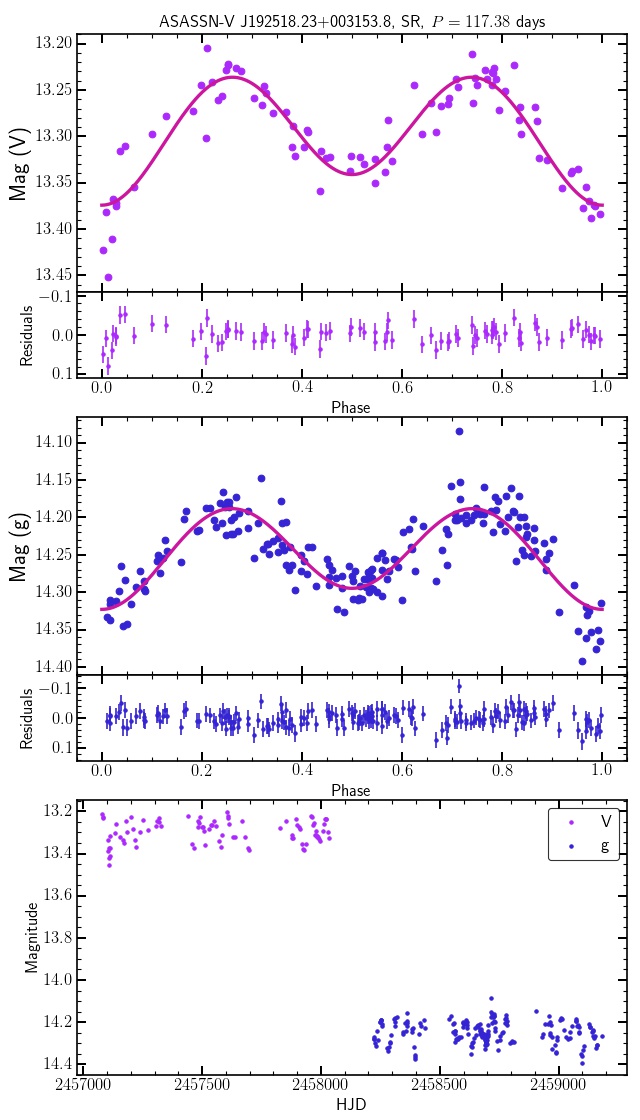 ASASSN-V J192518.23+003153.8, SR, P = 117.38 days
13.20
13.25
13.30
13.35
13.40
13.45
Mag (V)
−0.1
0.0
0.1
Residuals
0.0 0.2 0.4 0.6 0.8 1.0
Phase
14.10
14.15
14.20
14.25
14.30
14.35
14.40
Mag (g)
−0.1
0.0
0.1
Residuals
0.0 0.2 0.4 0.6 0.8 1.0
Phase
13.2
13.4
13.6
13.8
14.0
14.2
14.4
Magnitude
V
g
2457000 2457500 2458000 2458500 2459000
HJD